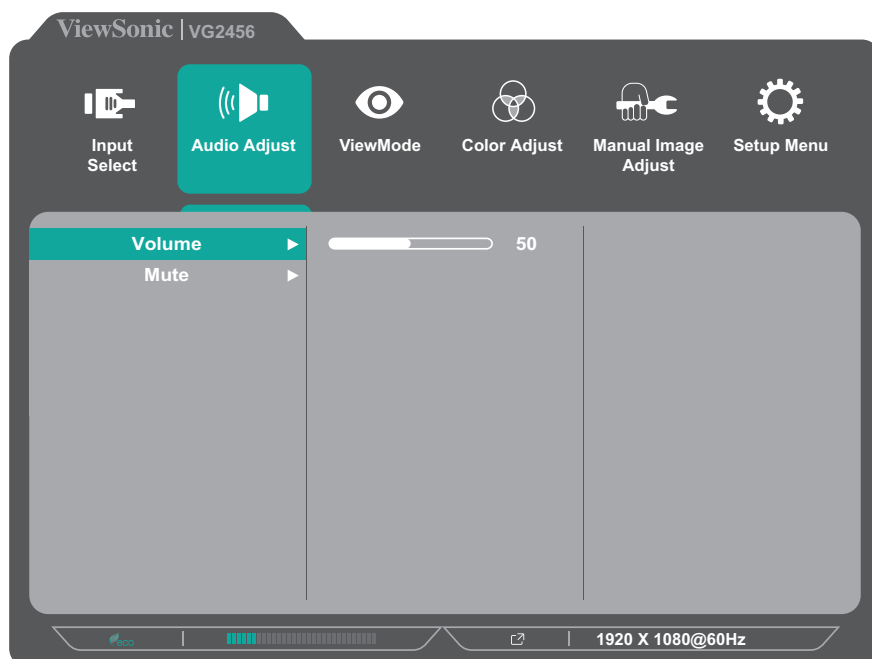 ViewSonic | VG2456
Input Select
Audio Adjust
ViewMode
Color Adjust
Manual Image Adjust
Setup Menu
Volume
50
Mute
eco
1920 X 1080@60Hz